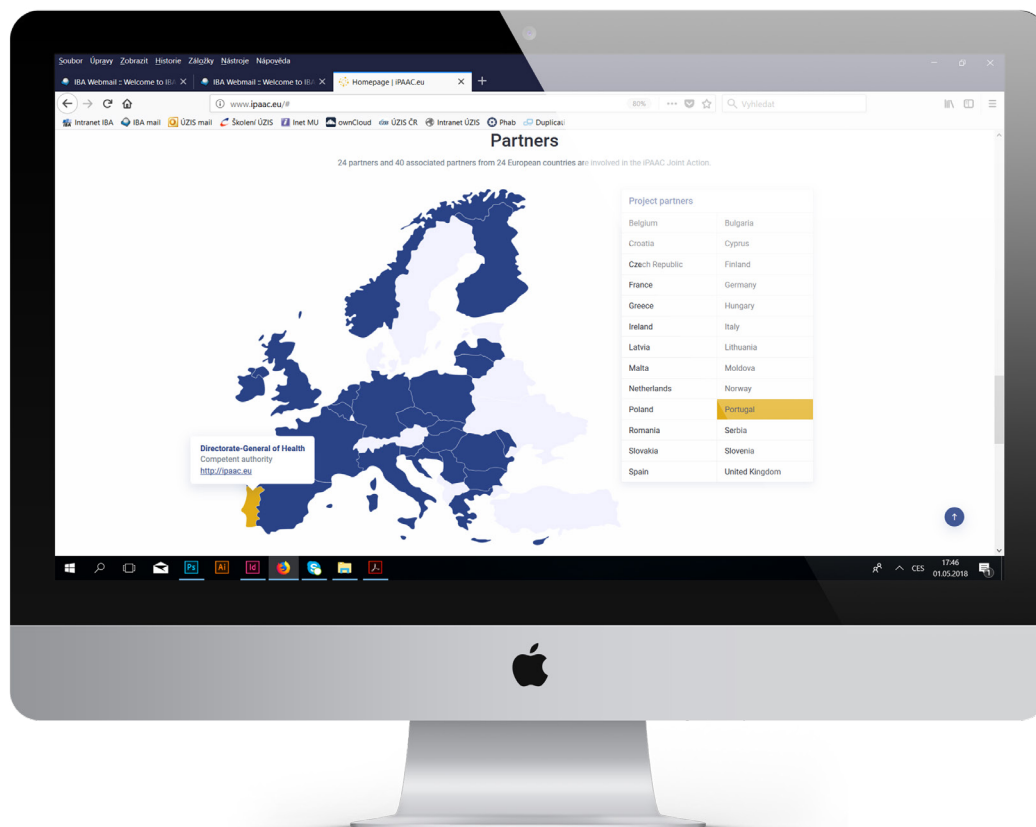 Soubor Úpravy Zobrazit Historie Záložky Nástroje Nápověda
IBA Webmail :: Welcome to IBA
IBA Webmail :: Welcome to IBA
Homepage | iPAAC.eu
www.ipaac.eu/#
80%
Vyhledat
Intranet IBA
IBA mail
ÚZIS mail
Školení ÚZIS
Inet MU
ownCloud
ÚZIS ČR
Intranet ÚZIS
Phab
Partners
24 partners and 40 associated partners from 24 European countries are involved in the iPAAC Joint Action.
Project partners
Belgium Bulgaria
Croatia Cyprus
Czech Republic Finland
France Germany
Greece Hungary
Ireland Italy
Latvia Lithuania
Malta Moldova
Netherlands Norway
Poland Portugal
Romania Serbia
Slovakia Slovenia
Spain United Kingdom
Directorate-General of Health
Competent authority
http://ipaac.eu
Ps
Ai
Id
CES
17:46
01.05.2018
1